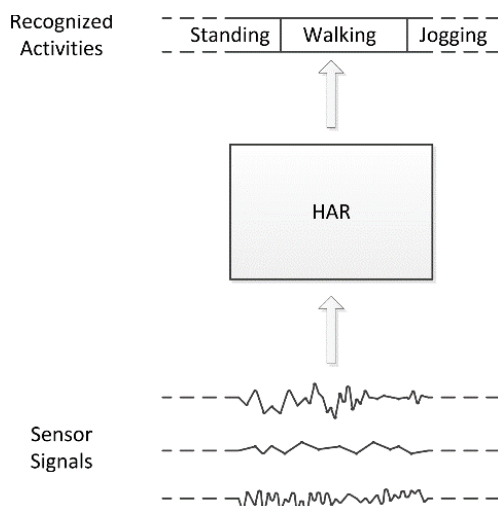 Recognized
Activities
Standing Walking Jogging
HAR
Sensor
Signals